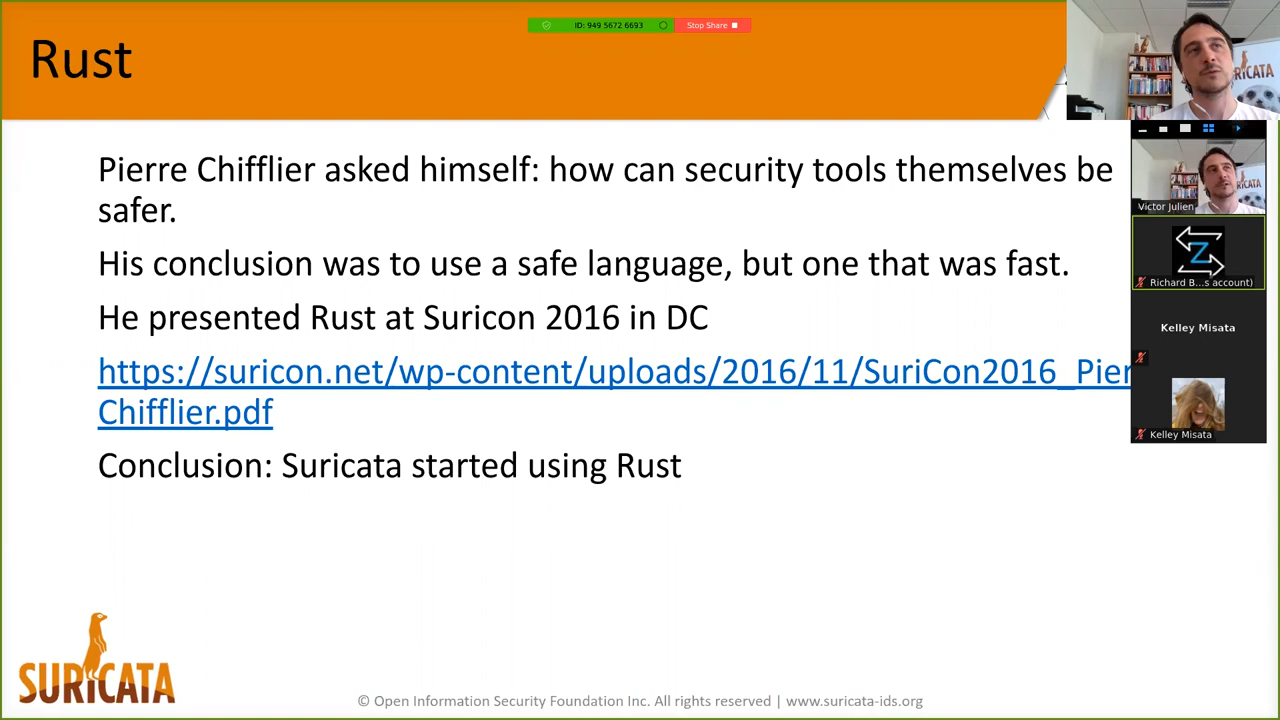 Rust
ID: 949 5672 6693
Stop Share
RICATA
Pierre Chifflier asked himself: how can security tools themselves be
safer.
His conclusion was to use a safe language, but one that was fast.
He presented Rust at Suricon 2016 in DC
https://suricon.net/wp-content/uploads/2016/11/SuriCon2016_Pier
Chifflier.pdf
Conclusion: Suricata started using Rust
Victor Julien
Z
Richard B...s account)
Kelley Misata
Kelley Misata
SURICATA
© Open Information Security Foundation Inc. All rights reserved | www.suricata-ids.org